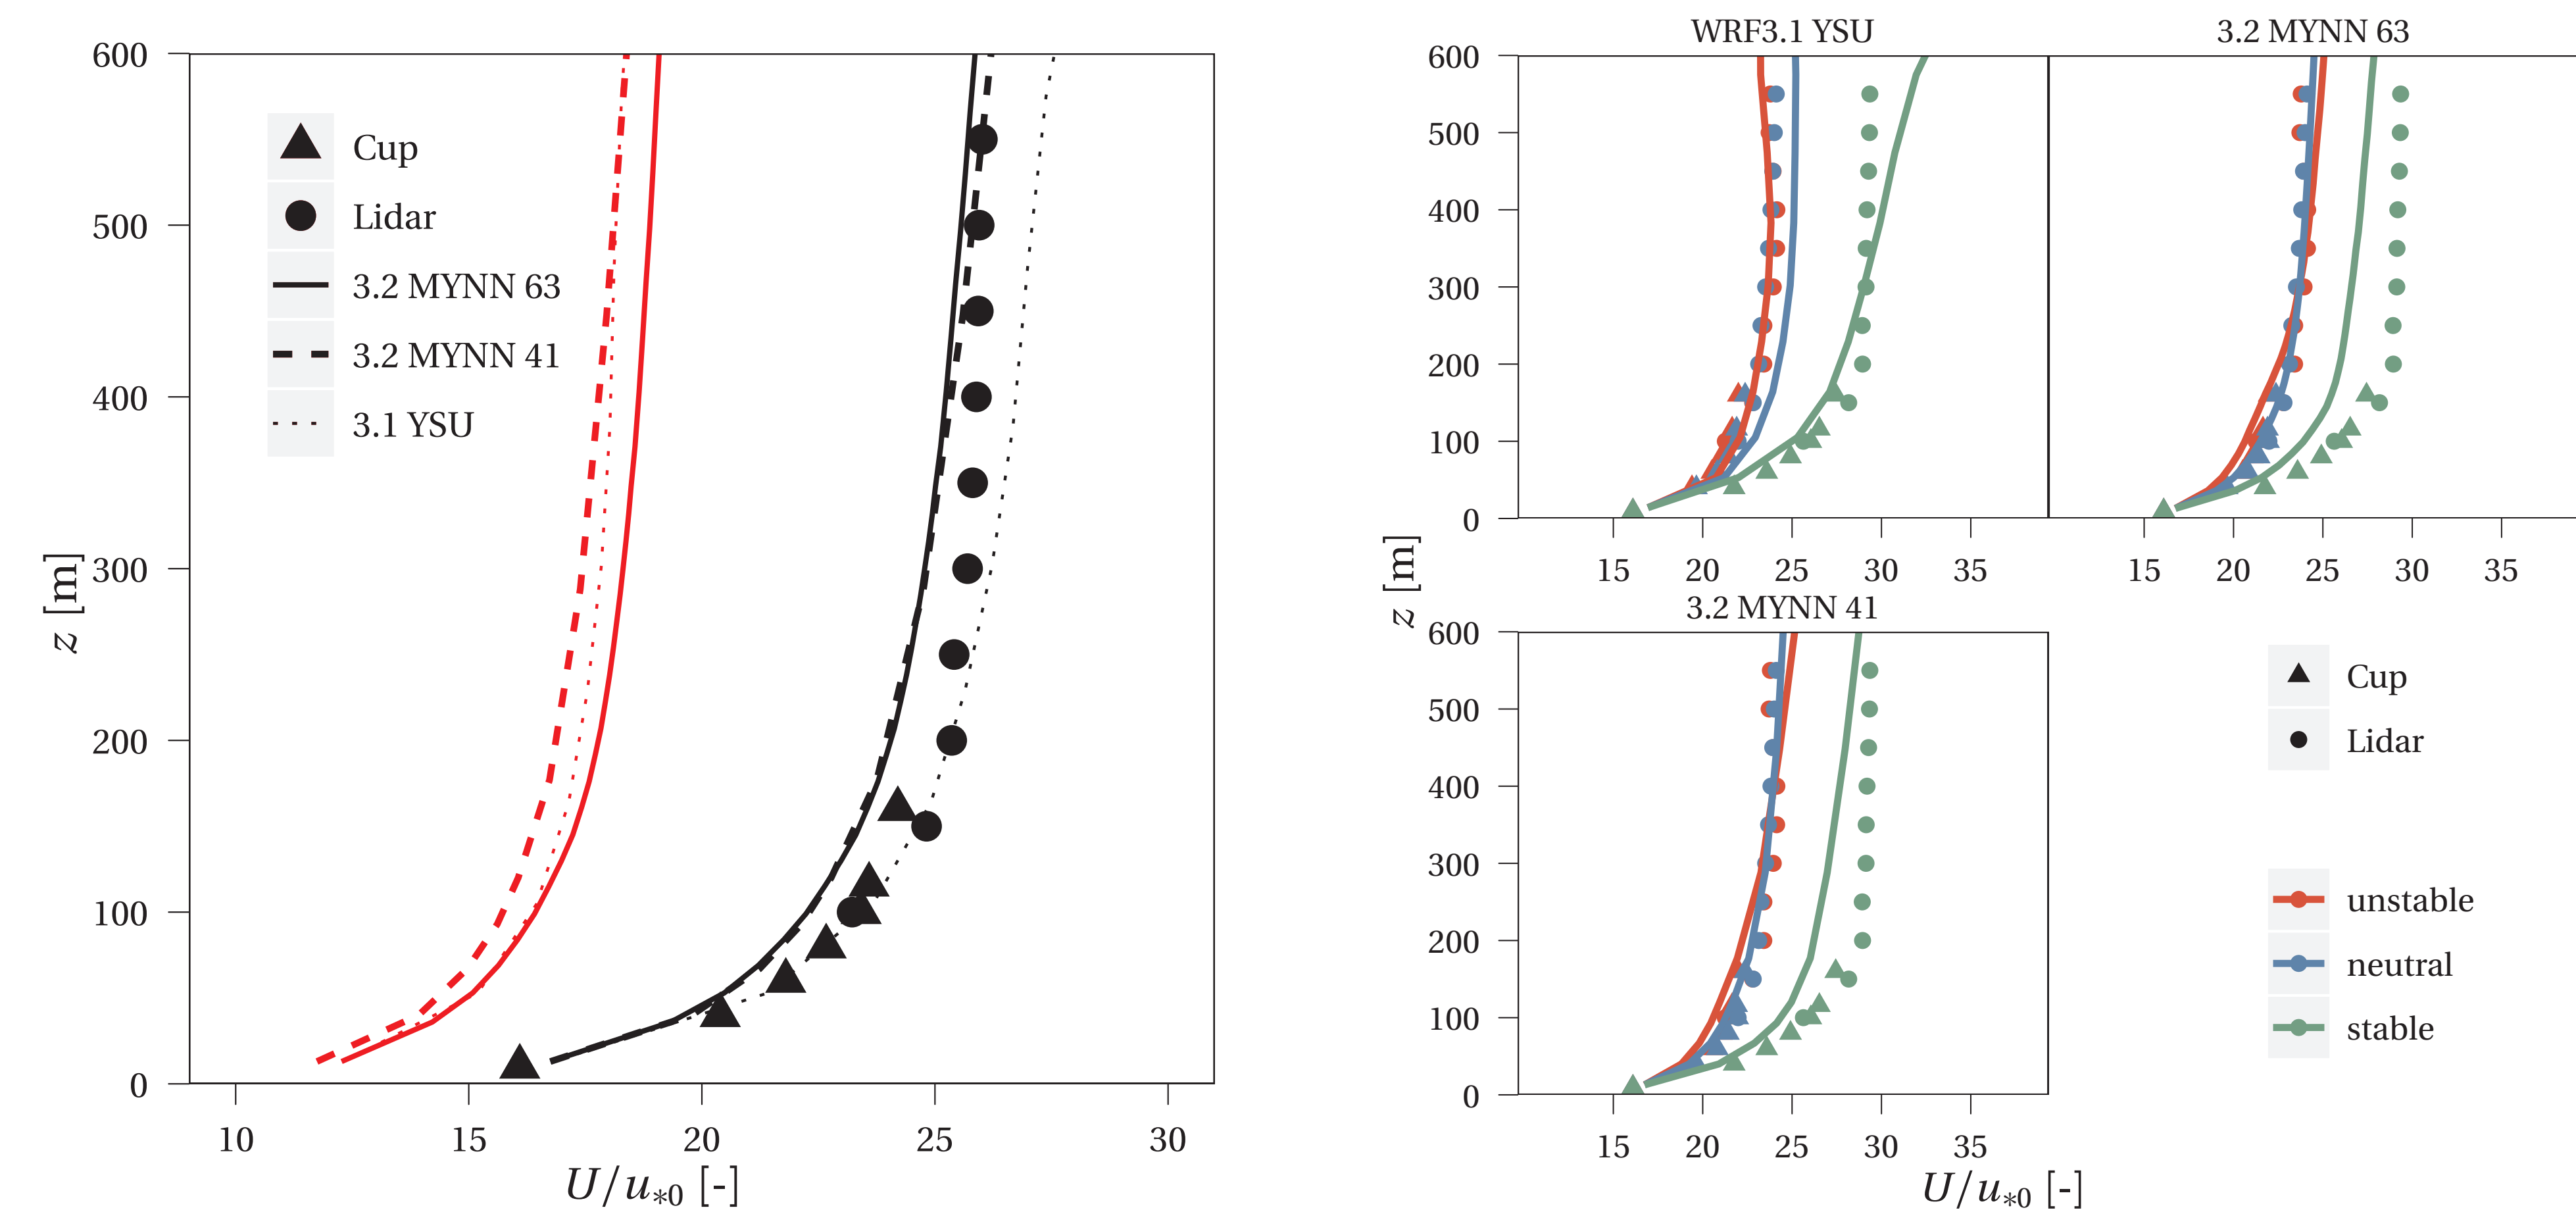 600
500
400
300
200
100
0
z [m]
10 15 20 25 30
U/u*0 [-]
Cup
Lidar
3.2 MYNN 63
3.2 MYNN 41
3.1 YSU
WRF3.1 YSU
600
500
400
300
200
100
0
15 20 25 30 35
3.2 MYNN 63
15 20 25 30 35
z [m]
3.2 MYNN 41
600
500
400
300
200
100
0
15 20 25 30 35
U/u*0 [-]
Cup
Lidar
unstable
neutral
stable